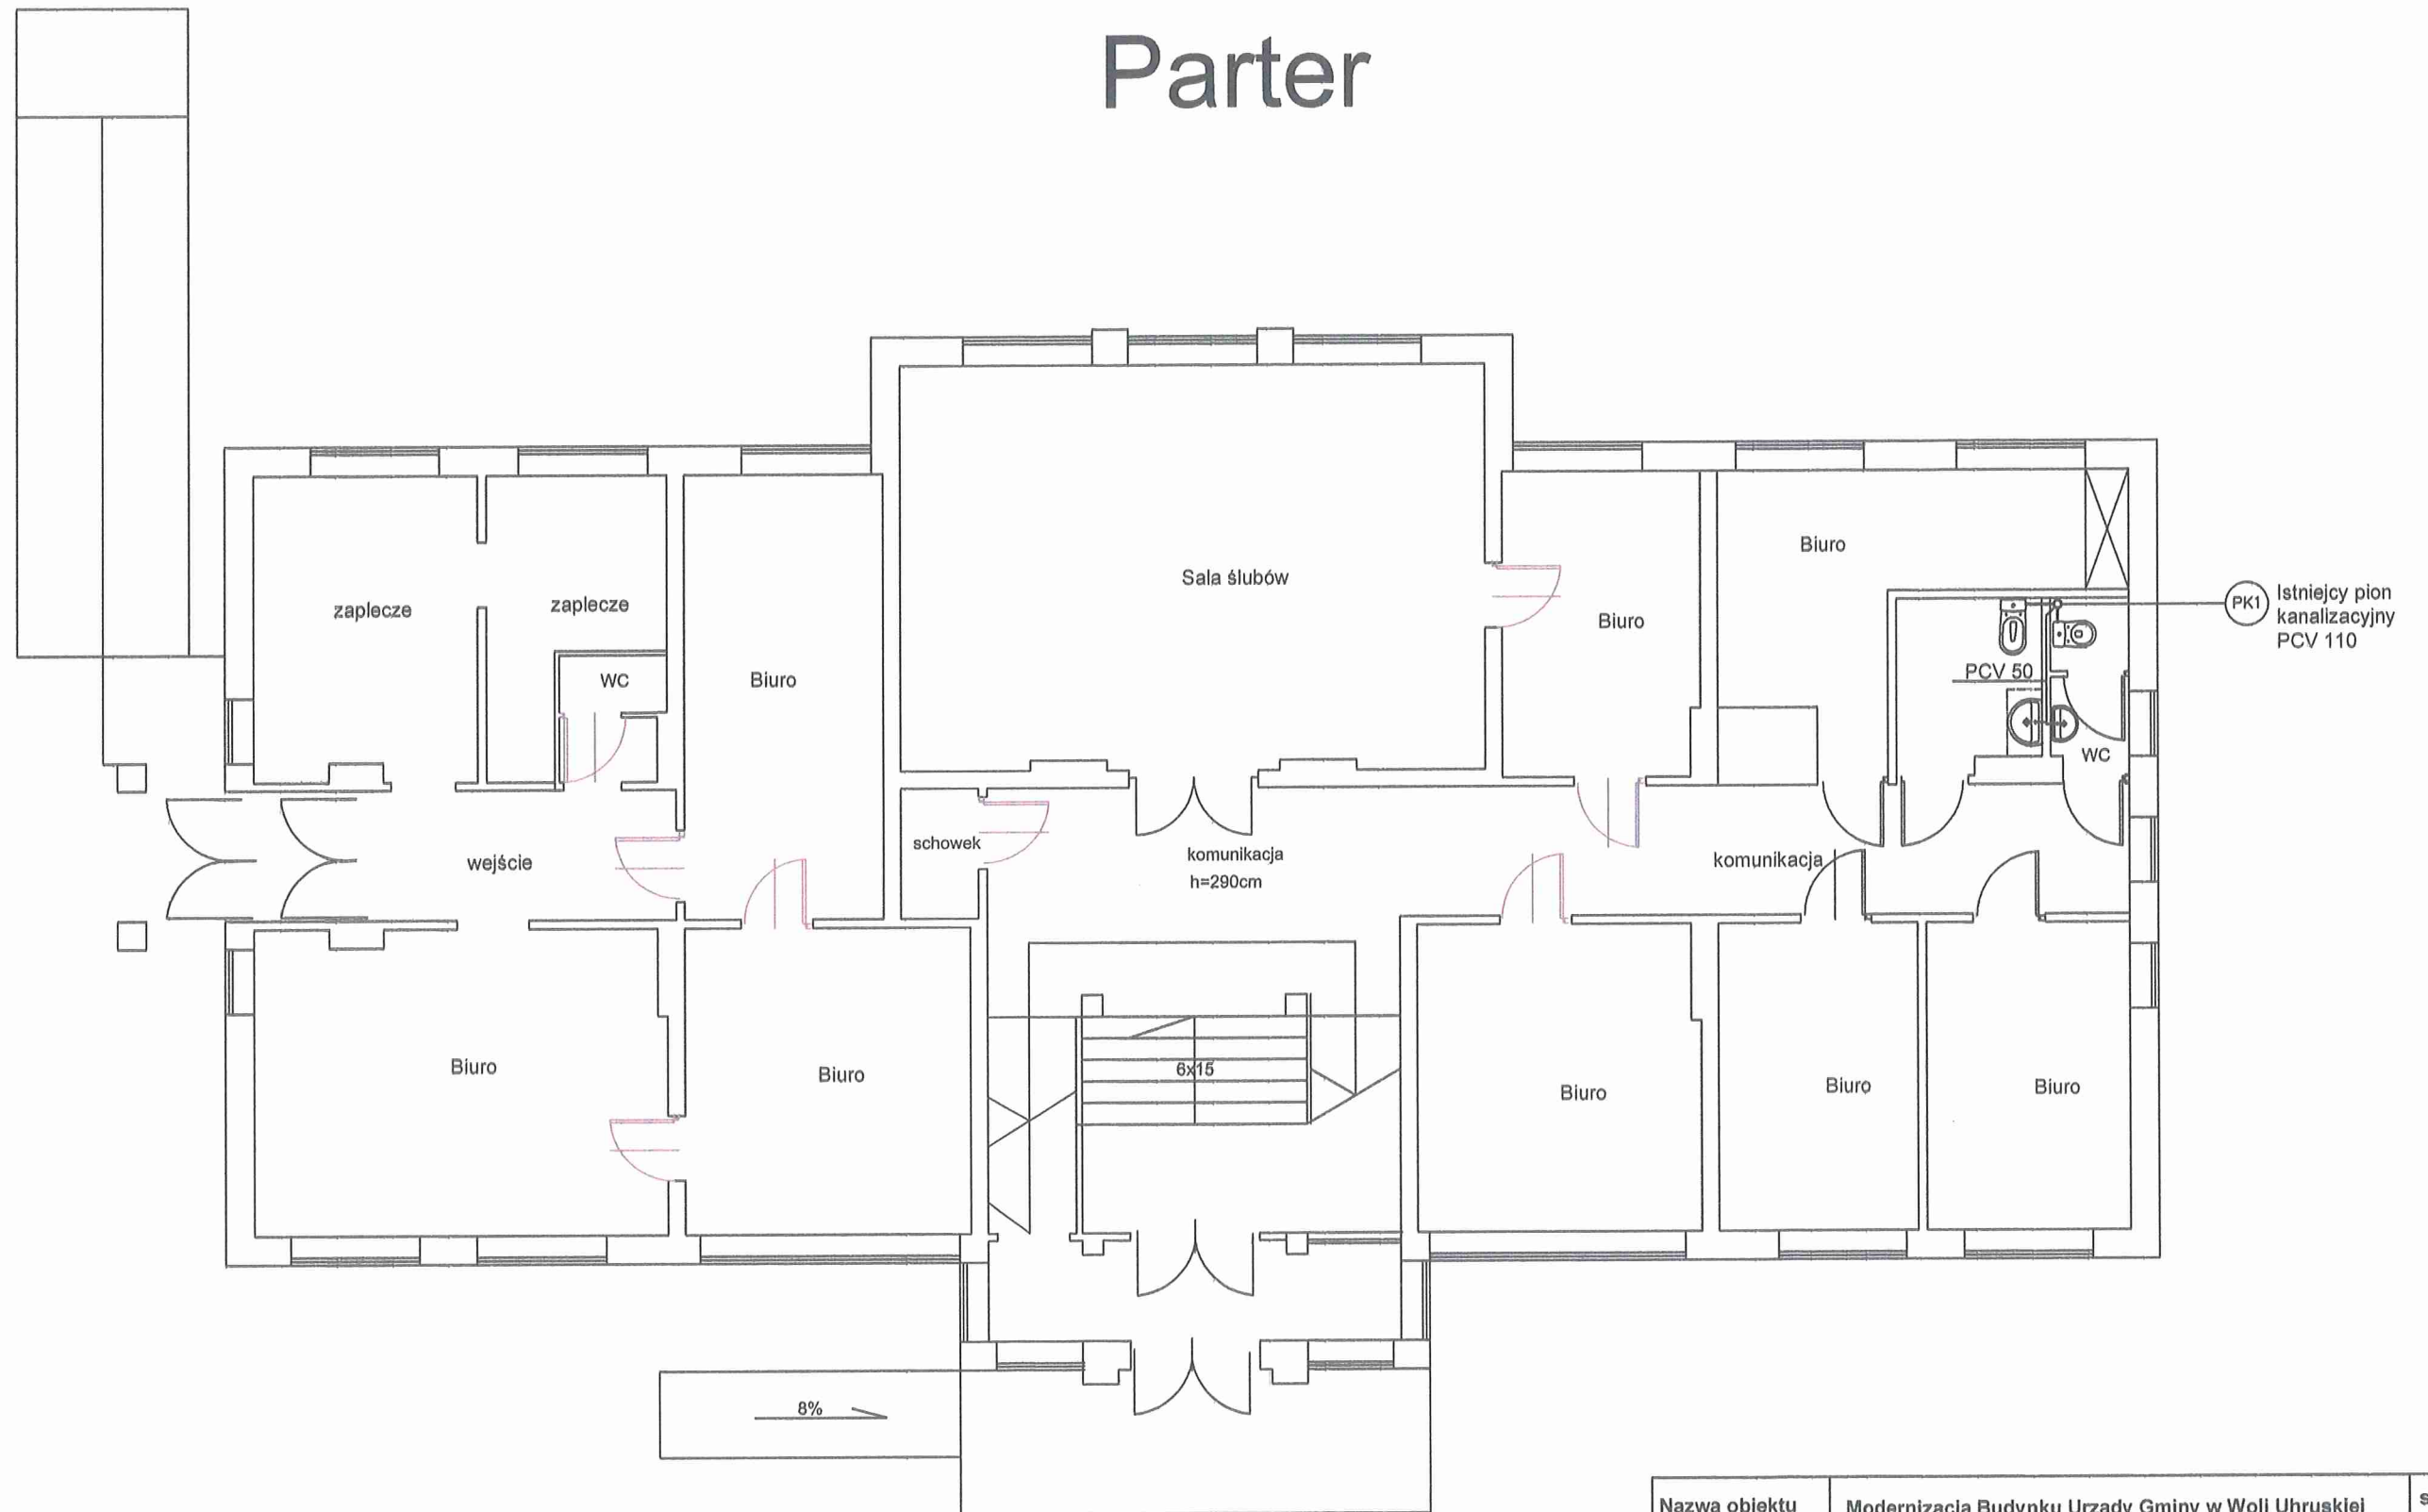 Parter
Sala ślubów
Biuro
Biuro
zaplecze
zaplecze
WC
Biuro
PK1
Istniejcy pion
kanalizacyjny
PCV 110
PCV 50
WC
schowek
wejście
komunikacja
h=290cm
komunikacja
Biuro
Biuro
6x15
Biuro
Biuro
Biuro
8%
Nazwa obiektu
Modernizacja Budynku Urzędy Gminy w Woli Uhruskiej